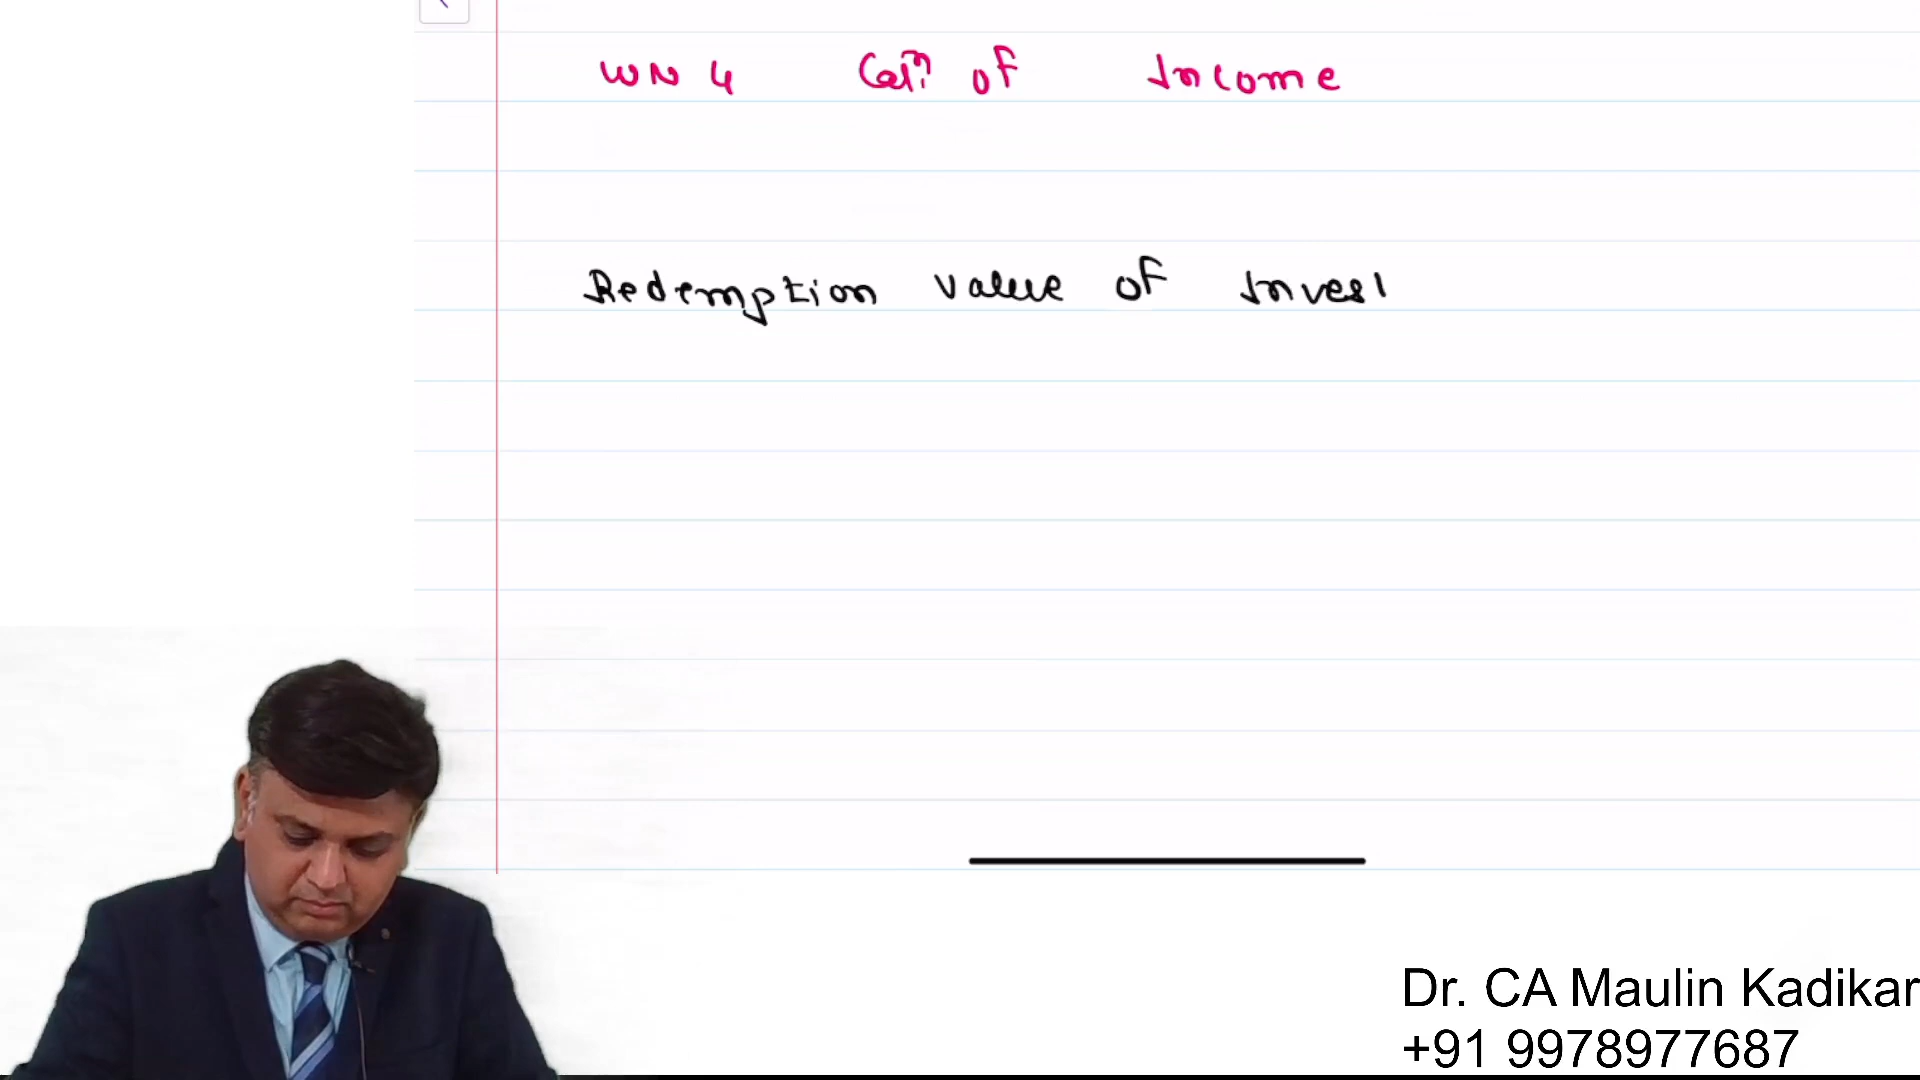 WN 4 Caln of Income
Redemption value of Invest
Dr. CA Maulin Kadikar
+91 9978977687